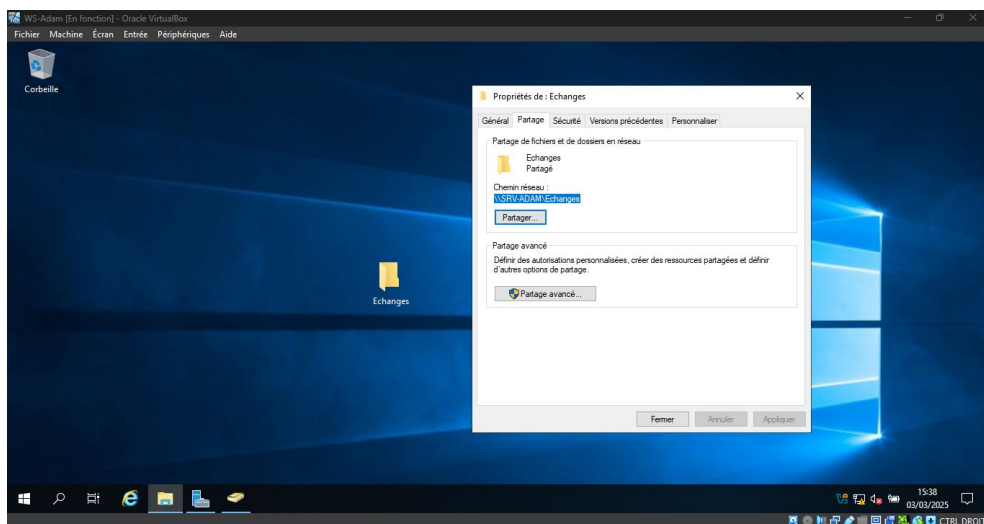 WS-Adam [En fonction] - Oracle VirtualBox
Fichier Machine Écran Entrée Périphériques Aide
Corbeille
Propriétés de : Echanges
Général Partage Sécurité Versions précédentes Personnaliser
Partage de fichiers et de dossiers en réseau
Echanges
Partagé
Chemin réseau :
\\SRV-ADAM\Echanges
Partager...
Partage avancé
Définir des autorisations personnalisées, créer des ressources partagées et définir
d'autres options de partage.
Partage avancé...
Echanges
Fermer Annuler Appliquer
15:38
03/03/2025
CTRL DROIT